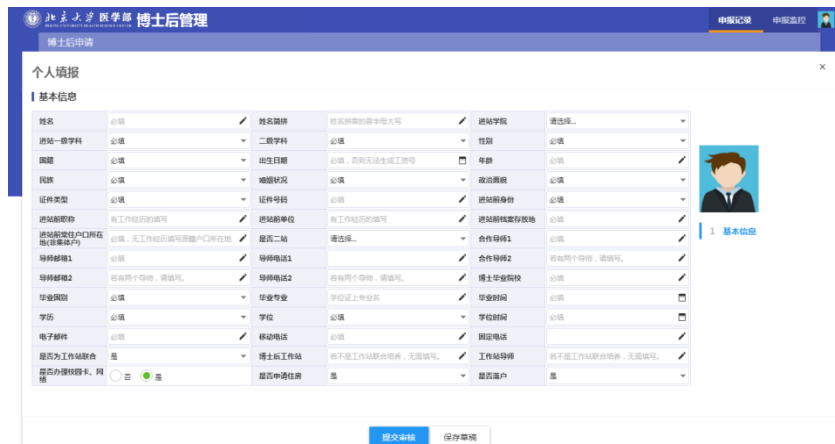 北京大学 医学部 博士后管理
申报记录 申报监控
博士后申请
个人填报 ×
基本信息
姓名 必填 姓名简拼 姓名拼音的首字母大写 进站学院 请选择...
进站一级学科 必填 二级学科 必填 性别 必填
国籍 必填 出生日期 必填，否则无法生成工资号 年龄 必填
民族 必填 婚姻状况 必填 政治面貌 必填
证件类型 必填 证件号码 必填 进站前身份 必填
进站前职称 有工作经历的填写 进站前单位 有工作经历的填写 进站前档案存放地 必填
进站前常住户口所在
地(非集体户) 必填，无工作经历填写原籍户口所在地 是否二站 请选择... 合作导师1 必填
导师邮箱1 必填 导师电话1 合作导师2 若有两个导师，请填写。
导师邮箱2 若有两个导师，请填写。 导师电话2 若有两个导师，请填写。 博士毕业院校 必填
毕业国别 必填 毕业专业 学位证上专业名 毕业时间 必填
学历 必填 学位 必填 学位时间 必填
电子邮件 必填 移动电话 必填 固定电话
是否为工作站联合 是 博士后工作站 若不是工作站联合培养，无需填写。 工作站导师 若不是工作站联合培养，无需填写。
是否办理校园卡、网
络 否 是 是否申请住房 是 是否落户 是
1 基本信息
提交审核 保存草稿